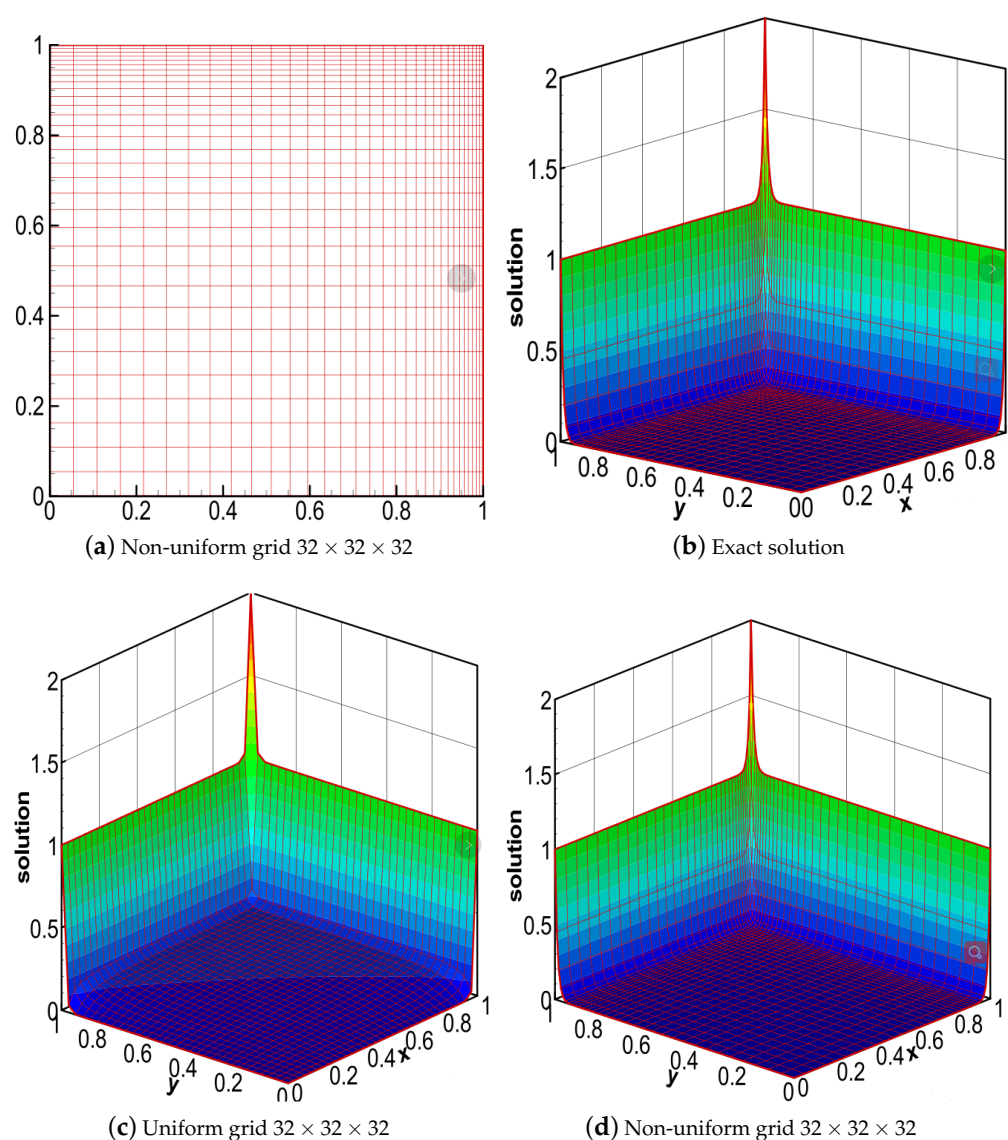 1
0.8
0.6
0.4
0.2
0
0 0.2 0.4 0.6 0.8 1
(a) Non-uniform grid 32 × 32 × 32
2
1.5
1
0.5
0
solution
1 0.8 0.6 0.4 0.2 0
y
0 0.2 0.4 0.6 0.8
x
(b) Exact solution
2
1.5
1
0.5
0
solution
1 0.8 0.6 0.4 0.2 0
y
0 0.2 0.4 0.6 0.8 1
x
(c) Uniform grid 32 × 32 × 32
2
1.5
1
0.5
0
solution
1 0.8 0.6 0.4 0.2 0
y
0 0.2 0.4 0.6 0.8 1
x
(d) Non-uniform grid 32 × 32 × 32